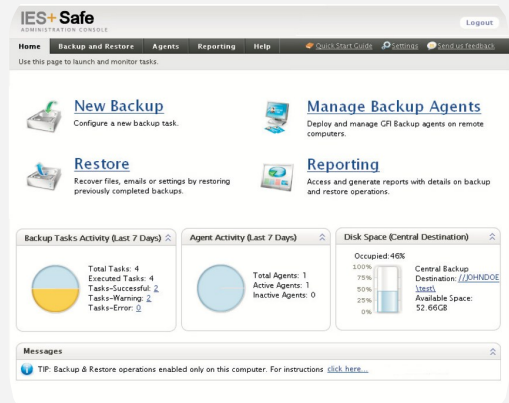 IES+ Safe
ADMINISTRATION CONSOLE
Logout
Home Backup and Restore Agents Reporting Help Quick Start Guide Settings Send us feedback
Use this page to launch and monitor tasks.
New Backup
Configure a new backup task.
Manage Backup Agents
Deploy and manage GFI Backup agents on remote
computers.
Restore
Recover files, emails or settings by restoring
previously completed backups.
Reporting
Access and generate reports with details on backup
and restore operations.
Backup Tasks Activity (Last 7 Days)
Total Tasks: 4
Executed Tasks: 4
Tasks-Successful: 2
Tasks-Warning: 2
Tasks-Error: 0
Agent Activity (Last 7 Days)
Total Agents: 1
Active Agents: 1
Inactive Agents: 0
Disk Space (Central Destination)
Occupied: 46%
100%
75%
50%
25%
0%
Central Backup
Destination: ///JOHNDOE
\test\
Available Space:
52.66GB
Messages
TIP: Backup & Restore operations enabled only on this computer. For instructions click here...